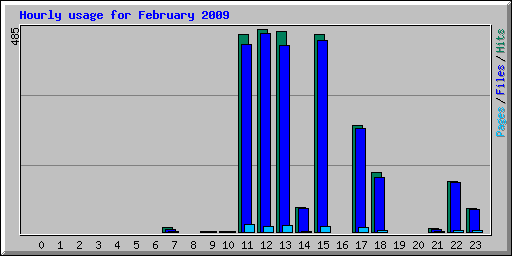 Hourly usage for February 2009
485
Pages / Files / Hits
0 1 2 3 4 5 6 7 8 9 10 11 12 13 14 15 16 17 18 19 20 21 22 23